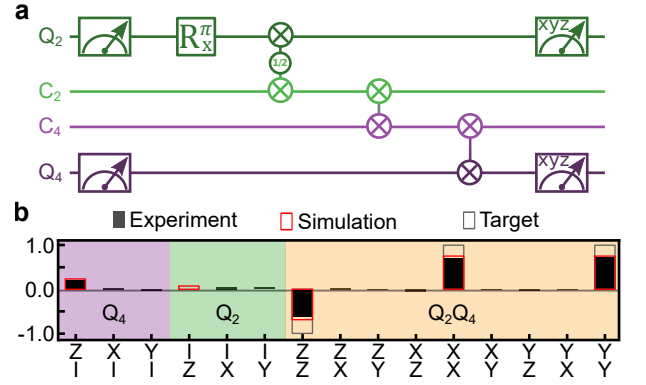 a
Q₂ R π x xyz
1/2
C₂
C₄
Q₄ xyz
b
Experiment Simulation Target
1.0
0.0
-1.0
Q₄ Q₂ Q₂Q₄
Z X Y I I I Z Z Z X X X Y Y Y
I I I Z X Y Z X Y Z X Y Z X Y